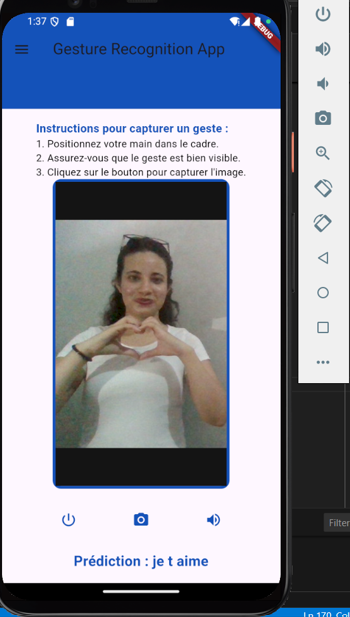 1:37
DEBUG
Gesture Recognition App
Instructions pour capturer un geste :
1. Positionnez votre main dans le cadre.
2. Assurez-vous que le geste est bien visible.
3. Cliquez sur le bouton pour capturer l'image.
Prédiction : je t aime
Filter
Ln 170, Col